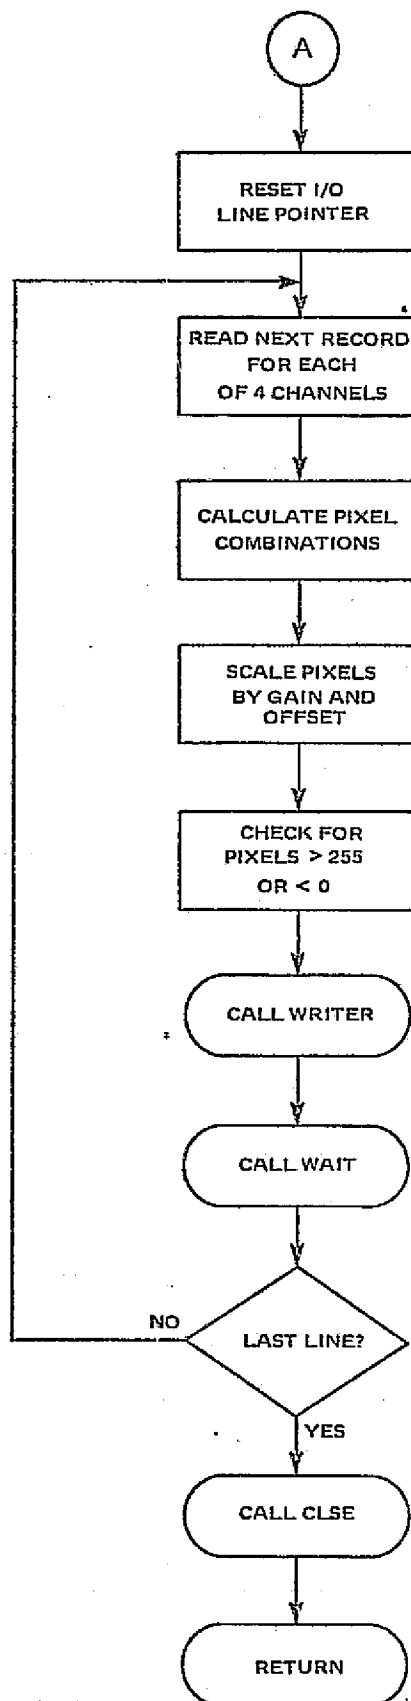 A
RESET I/O
LINE POINTER
READ NEXT RECORD
FOR EACH
OF 4 CHANNELS
CALCULATE PIXEL
COMBINATIONS
SCALE PIXELS
BY GAIN AND
OFFSET
CHECK FOR
PIXELS > 255
OR < 0
CALL WRITER
CALL WAIT
LAST LINE?
NO
YES
CALL CLSE
RETURN